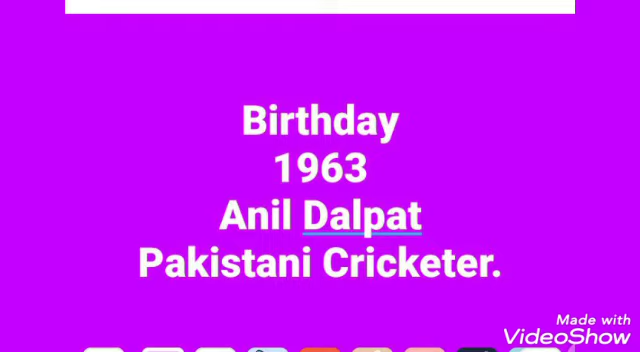 Birthday
1963
Anil Dalpat
Pakistani Cricketer.
Made with
VideoShow